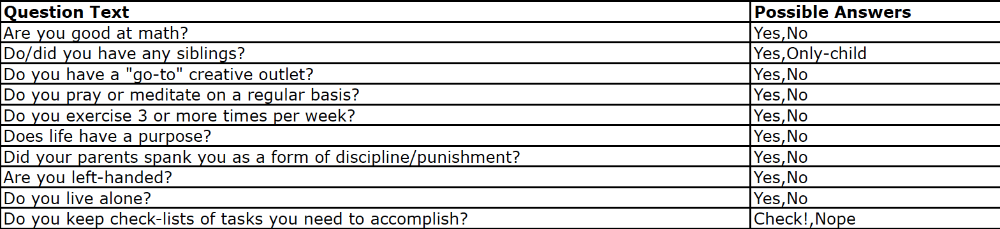 Question Text Possible Answers
Are you good at math? Yes,No
Do/did you have any siblings? Yes,Only-child
Do you have a "go-to" creative outlet? Yes,No
Do you pray or meditate on a regular basis? Yes,No
Do you exercise 3 or more times per week? Yes,No
Does life have a purpose? Yes,No
Did your parents spank you as a form of discipline/punishment? Yes,No
Are you left-handed? Yes,No
Do you live alone? Yes,No
Do you keep check-lists of tasks you need to accomplish? Check!,Nope